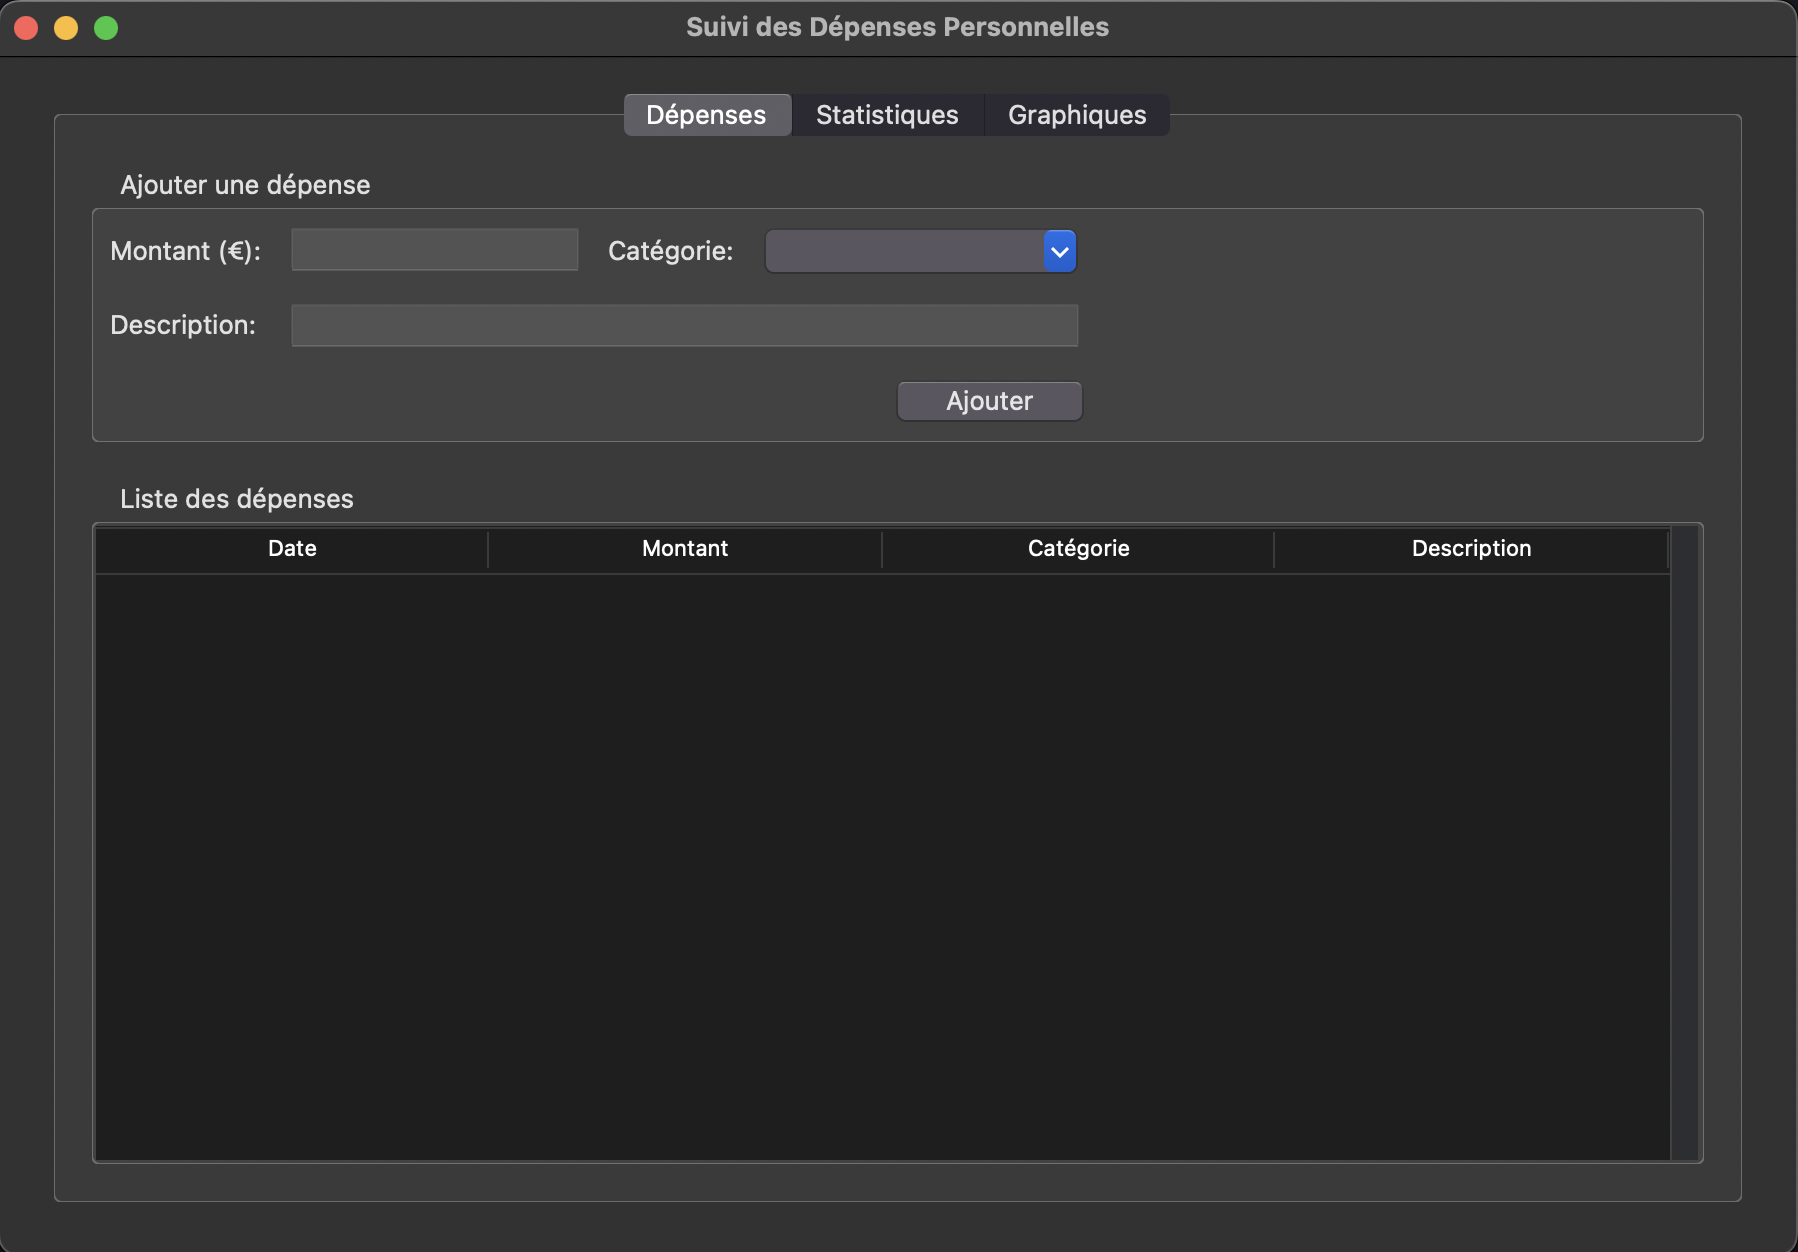 Suivi des Dépenses Personnelles
Dépenses Statistiques Graphiques
Ajouter une dépense
Montant (€): Catégorie:
Description:
Ajouter
Liste des dépenses
Date Montant Catégorie Description